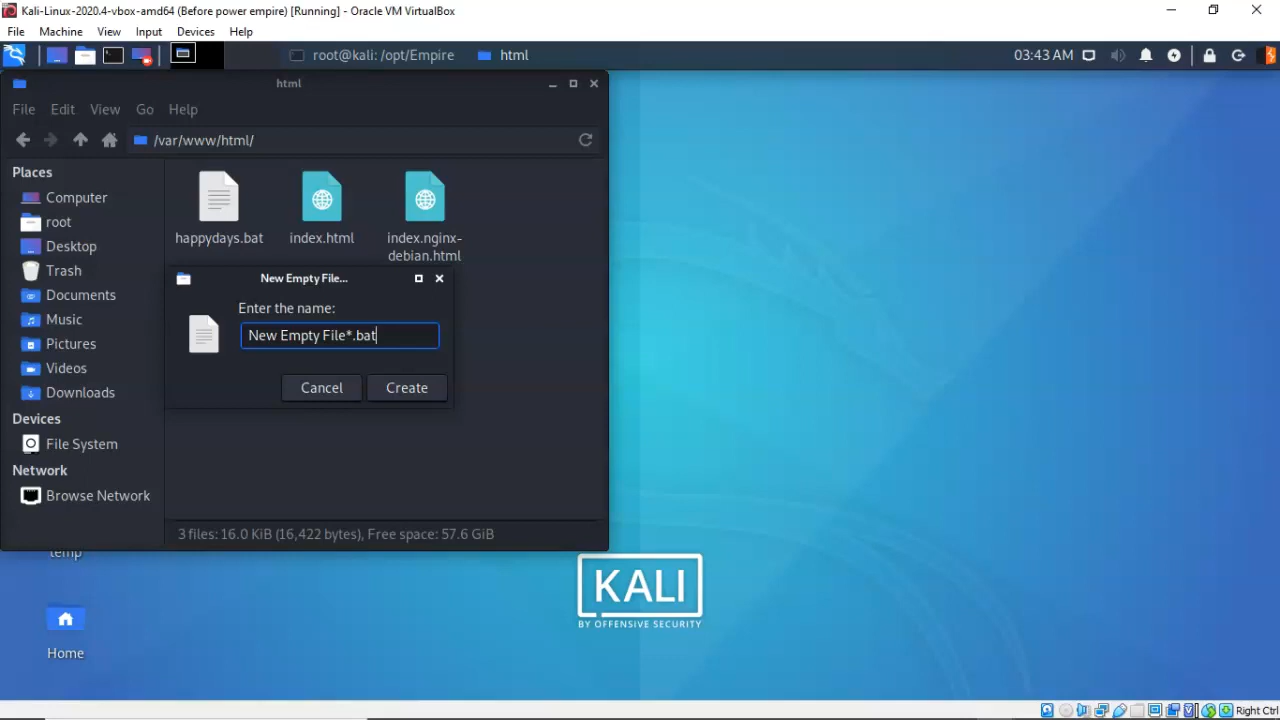 Kali-Linux-2020.4-vbox-amd64 (Before power empire) [Running] - Oracle VM VirtualBox
File Machine View Input Devices Help
root@kali: /opt/Empire html 03:43 AM
html
File Edit View Go Help
/var/www/html/
Places
Computer
root
Desktop
Trash
Documents
Music
Pictures
Videos
Downloads
Devices
File System
Network
Browse Network
happydays.bat
index.html
index.nginx-
debian.html
New Empty File...
Enter the name:
New Empty File*.bat
Cancel Create
3 files: 16.0 KiB (16,422 bytes), Free space: 57.6 GiB
temp
Home
KALI
BY OFFENSIVE SECURITY
Right Ctrl